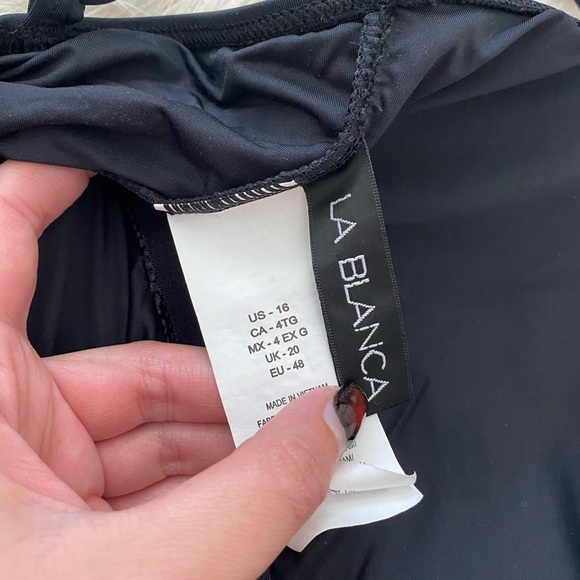 LA BLANCA
US - 16
CA - 4TG
MX - 4 EX G
UK - 20
EU - 48
MADE IN VIETNAM